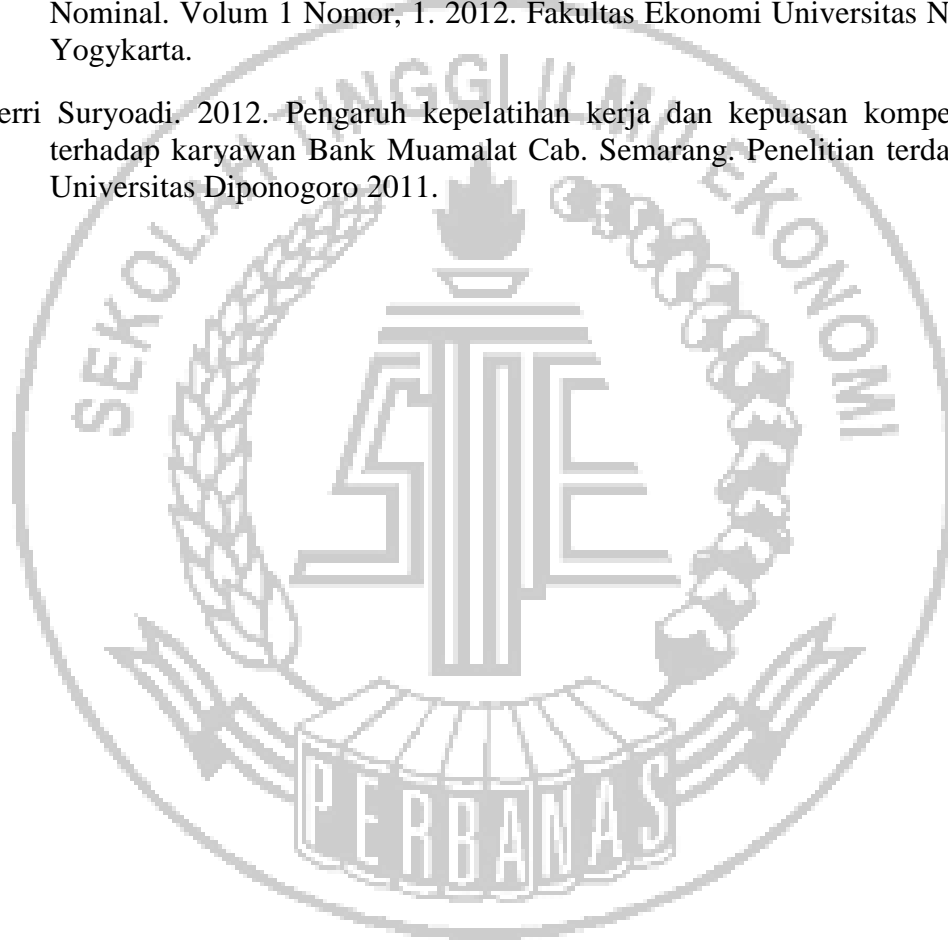 Nominal. Volum 1 Nomor, 1. 2012. Fakultas Ekonomi Universitas N
Yogykarta.
erri Suryoadi. 2012. Pengaruh kepelatihan kerja dan kepuasan kompe
terhadap karyawan Bank Muamalat Cab. Semarang. Penelitian terda
Universitas Diponogoro 2011.
SEKOLAH TINGGI ILMU EKONOMI
STIE
PERBANAS